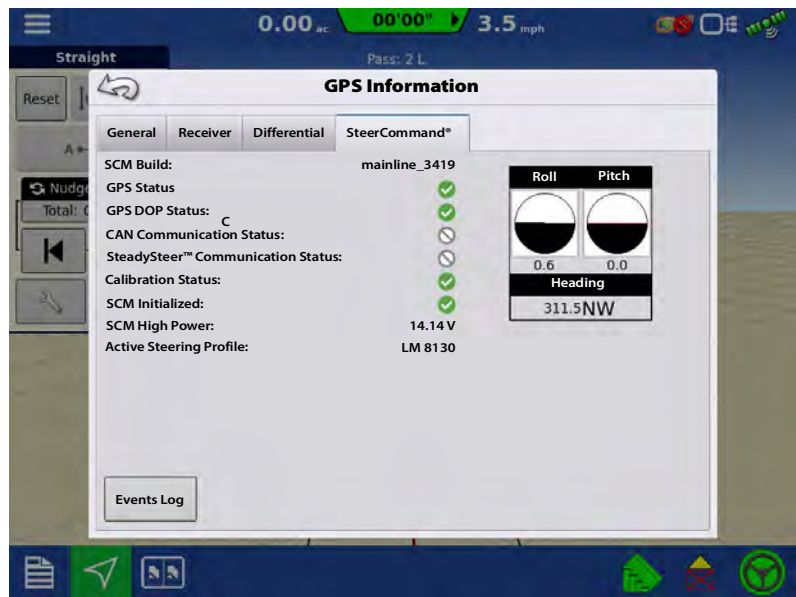 0.00 ac
00'00"
3.5 mph
Straight
Pass: 2 L
GPS Information
Reset
General
Receiver
Differential
SteerCommand®
A
SCM Build:
mainline_3419
Roll
Pitch
Nudge
GPS Status
Total:
GPS DOP Status:
C
CAN Communication Status:
SteadySteer™ Communication Status:
0.6
0.0
Calibration Status:
Heading
SCM Initialized:
311.5NW
SCM High Power:
14.14 V
Active Steering Profile:
LM 8130
Events Log